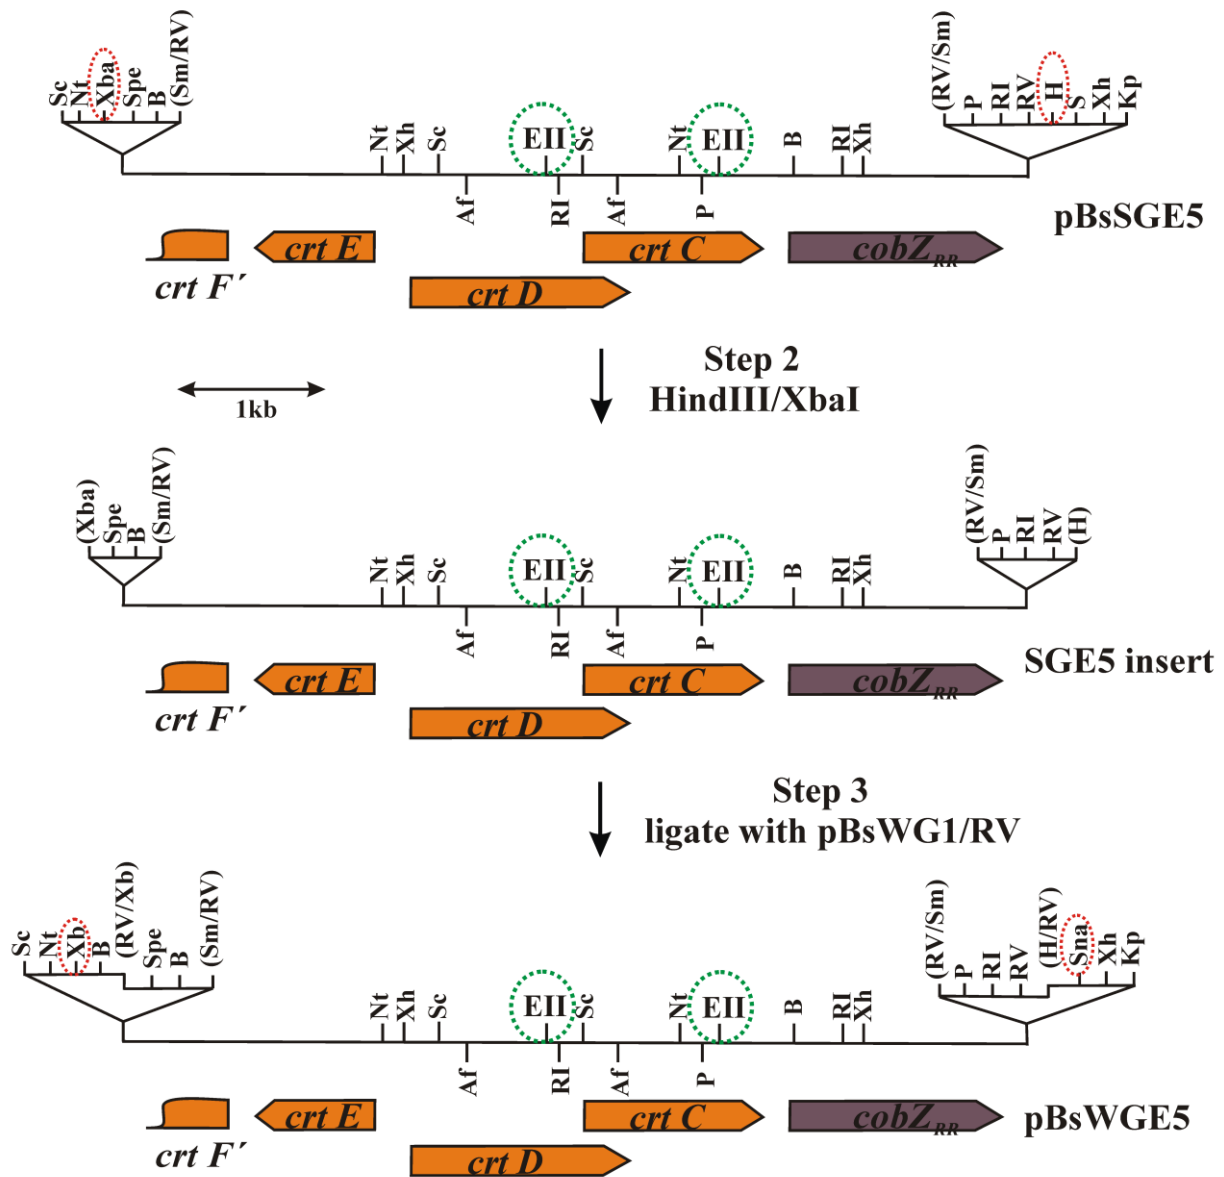 Sc Nt Xba Spe B (Sm/RV)
(RV/Sm) P RI RV H S Xh Kp
Nt Xh Sc EII Sc Nt EII B RI Xh
Af RI Af P
pBsSGE5
crt E crt C cobZRR
crt F´ crt D
Step 2
HindIII/XbaI
1kb
(Xba) Spe B (Sm/RV)
(RV/Sm) P RI RV (H)
Nt Xh Sc EII Sc Nt EII B RI Xh
Af RI Af P
SGE5 insert
crt E crt C cobZRR
crt F´ crt D
Step 3
ligate with pBsWG1/RV
Sc Nt Xb B (RV/Xb) Spe B (Sm/RV)
(RV/Sm) P RI RV (H/RV) Sna Xh Kp
Nt Xh Sc EII Sc Nt EII B RI Xh
Af RI Af P
crt E crt C cobZRR
pBsWGE5
crt F´ crt D